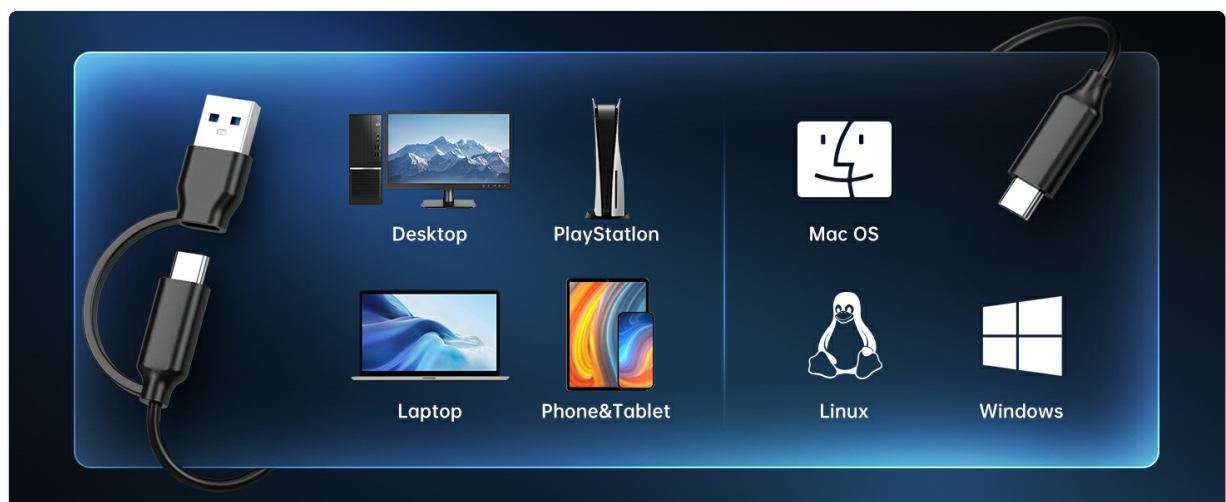 Desktop
PlayStatlon
Mac OS
Laptop
Phone&Tablet
Linux
Windows